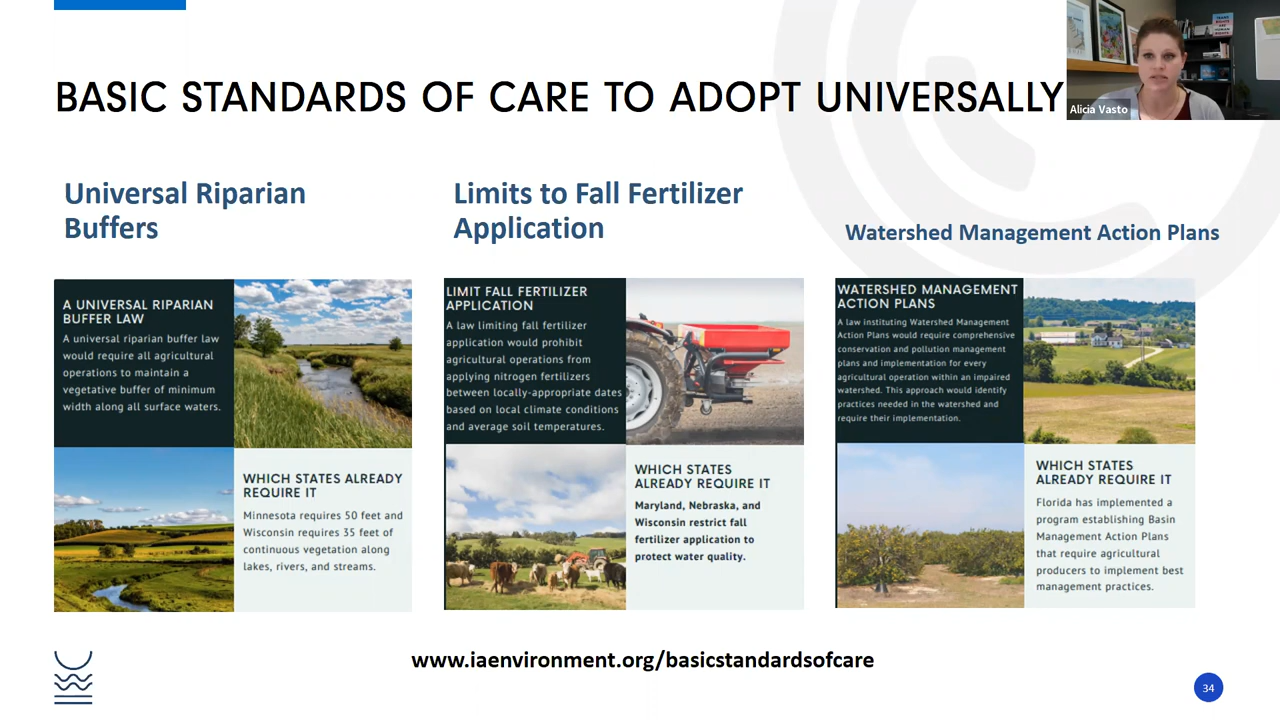 BASIC STANDARDS OF CARE TO ADOPT UNIVERSALLY
Alicia Vasto
Universal Riparian
Buffers
A UNIVERSAL RIPARIAN
BUFFER LAW
A universal riparian buffer law
would require all agricultural
operations to maintain a
vegetative buffer of minimum
width along all surface waters.
WHICH STATES ALREADY
REQUIRE IT
Minnesota requires 50 feet and
Wisconsin requires 35 feet of
continuous vegetation along
lakes, rivers, and streams.
Limits to Fall Fertilizer
Application
LIMIT FALL FERTILIZER
APPLICATION
A law limiting fall fertilizer
application would prohibit
agricultural operations from
applying nitrogen fertilizers
between locally-appropriate dates
based on local climate conditions
and average soil temperatures.
WHICH STATES
ALREADY REQUIRE IT
Maryland, Nebraska, and
Wisconsin restrict fall
fertilizer application to
protect water quality.
Watershed Management Action Plans
WATERSHED MANAGEMENT
ACTION PLANS
A law instituting Watershed Management
Action Plans would require comprehensive
conservation and pollution management
plans and implementation for every
agricultural operation within an impaired
watershed. This approach would identify
practices needed in the watershed and
require their implementation.
WHICH STATES
ALREADY REQUIRE IT
Florida has implemented a
program establishing Basin
Management Action Plans
that require agricultural
producers to implement best
management practices.
www.iaenvironment.org/basicstandardsofcare
34